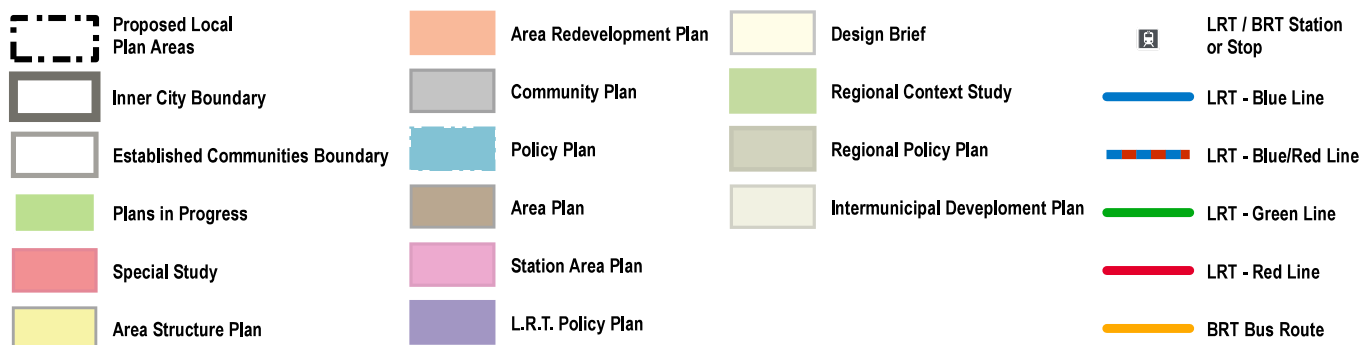 Proposed Local
Plan Areas
Inner City Boundary
Established Communities Boundary
Plans in Progress
Special Study
Area Structure Plan
Area Redevelopment Plan
Community Plan
Policy Plan
Area Plan
Station Area Plan
L.R.T. Policy Plan
Design Brief
Regional Context Study
Regional Policy Plan
Intermunicipal Deveploment Plan
LRT / BRT Station
or Stop
LRT - Blue Line
LRT - Blue/Red Line
LRT - Green Line
LRT - Red Line
BRT Bus Route